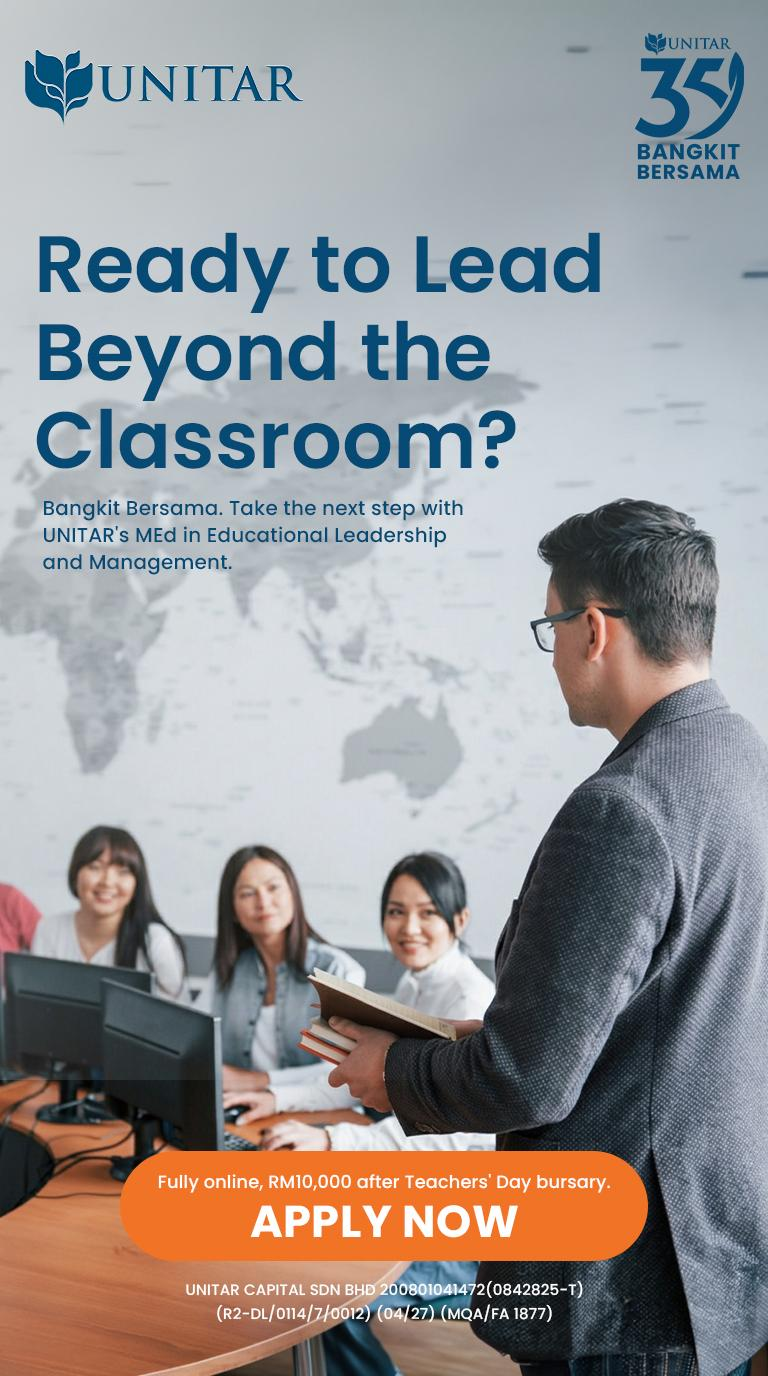 UNITAR
UNITAR
35
BANGKIT
BERSAMA
Ready to Lead
Beyond the
Classroom?
Bangkit Bersama. Take the next step with
UNITAR's MEd in Educational Leadership
and Management.
Fully online, RM10,000 after Teachers' Day bursary.
APPLY NOW
UNITAR CAPITAL SDN BHD 200801041472(0842825-T)
(R2-DL/0114/7/0012) (04/27) (MQA/FA 1877)